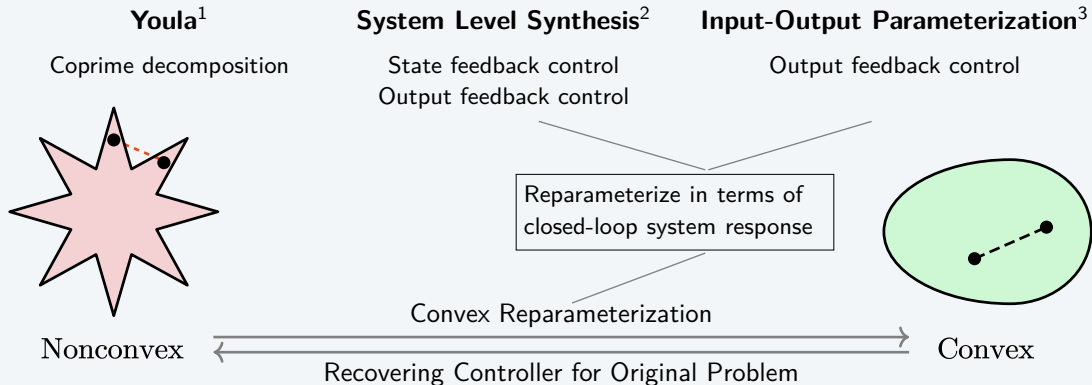 Youla¹
System Level Synthesis²
Input-Output Parameterization³
Coprime decomposition
State feedback control
Output feedback control
Output feedback control
Reparameterize in terms of
closed-loop system response
Convex Reparameterization
Nonconvex
Convex
Recovering Controller for Original Problem